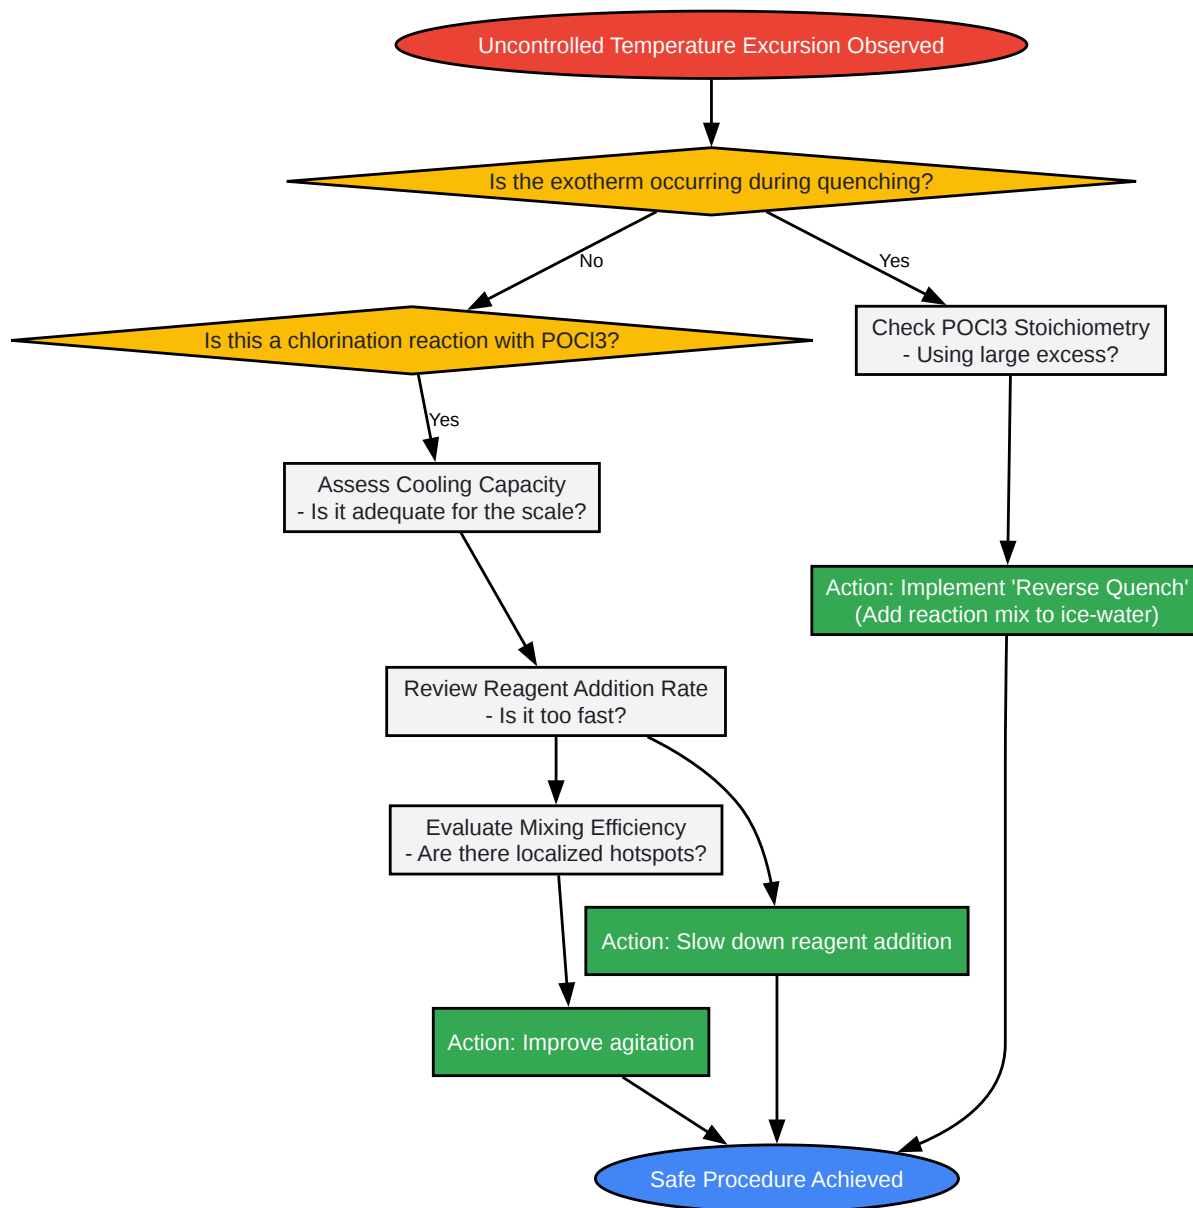 Uncontrolled Temperature Excursion Observed
Is the exotherm occurring during quenching?
No
Yes
Is this a chlorination reaction with POCl3?
Check POCl3 Stoichiometry
- Using large excess?
Yes
Assess Cooling Capacity
- Is it adequate for the scale?
Action: Implement 'Reverse Quench'
(Add reaction mix to ice-water)
Review Reagent Addition Rate
- Is it too fast?
Evaluate Mixing Efficiency
- Are there localized hotspots?
Action: Slow down reagent addition
Action: Improve agitation
Safe Procedure Achieved